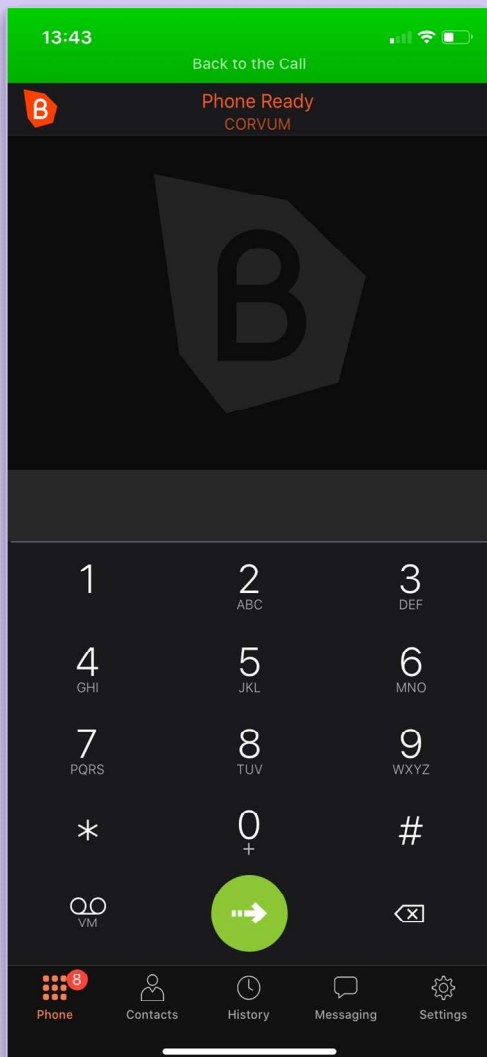 13:43
Back to the Call
B
Phone Ready
CORVUM
B
1 2 3
ABC DEF
4 5 6
GHI JKL MNO
7 8 9
PQRS TUV WXYZ
* 0 #
+
VM
8
Phone Contacts History Messaging Settings